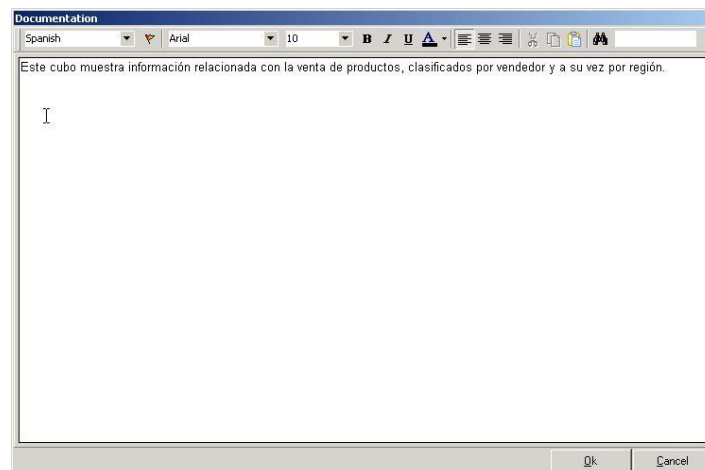 Documentation
Spanish Arial 10 B I U A
Este cubo muestra información relacionada con la venta de productos, clasificados por vendedor y a su vez por región.
Ok Cancel